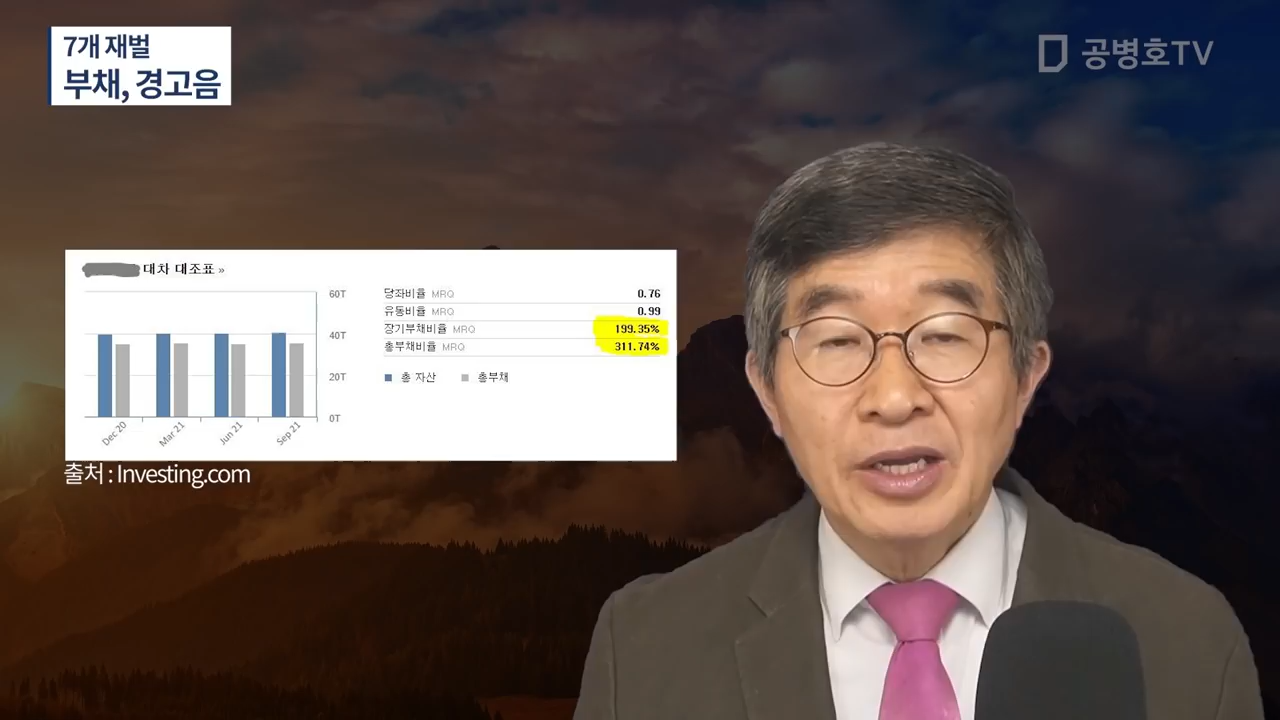 7개 재벌
부채, 경고음
공병호TV
대차 대조표 »
60T
40T
20T
0T
Dec 20
Mar 21
Jun 21
Sep 21
당좌비율 MRQ 0.76
유동비율 MRQ 0.99
장기부채비율 MRQ 199.35%
총부채비율 MRQ 311.74%
총 자산 총부채
출처 : Investing.com